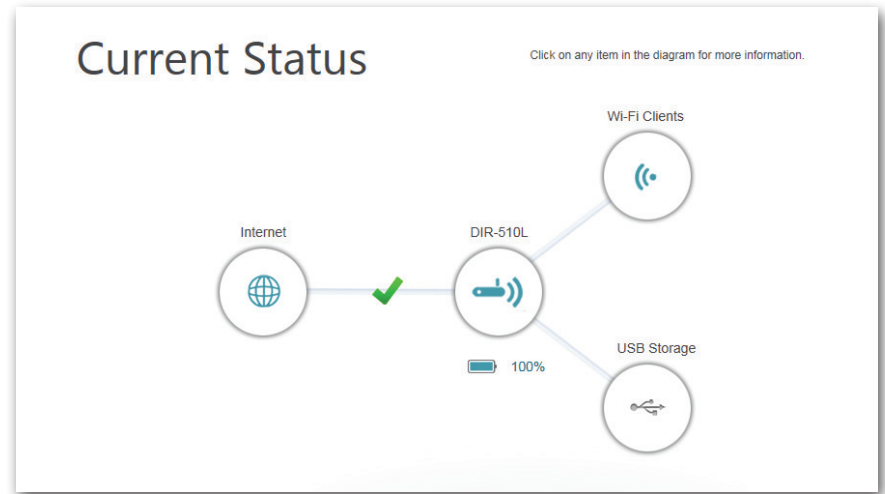 Current Status
Click on any item in the diagram for more information.
Wi-Fi Clients
Internet
DIR-510L
USB Storage
100%